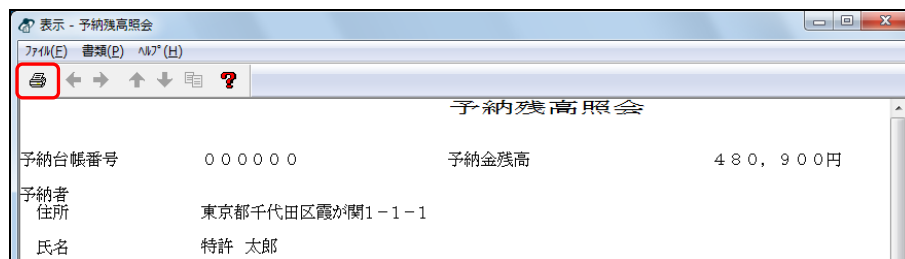 表示 - 予納残高照会
ﾌｧｲﾙ(F) 書類(P) ﾍﾙﾌﾟ(H)
予納残高照会
予納台帳番号 ００００００ 予納金残高 ４８０，９００円
予納者
住所 東京都千代田区霞が関１－１－１
氏名 特許 太郎